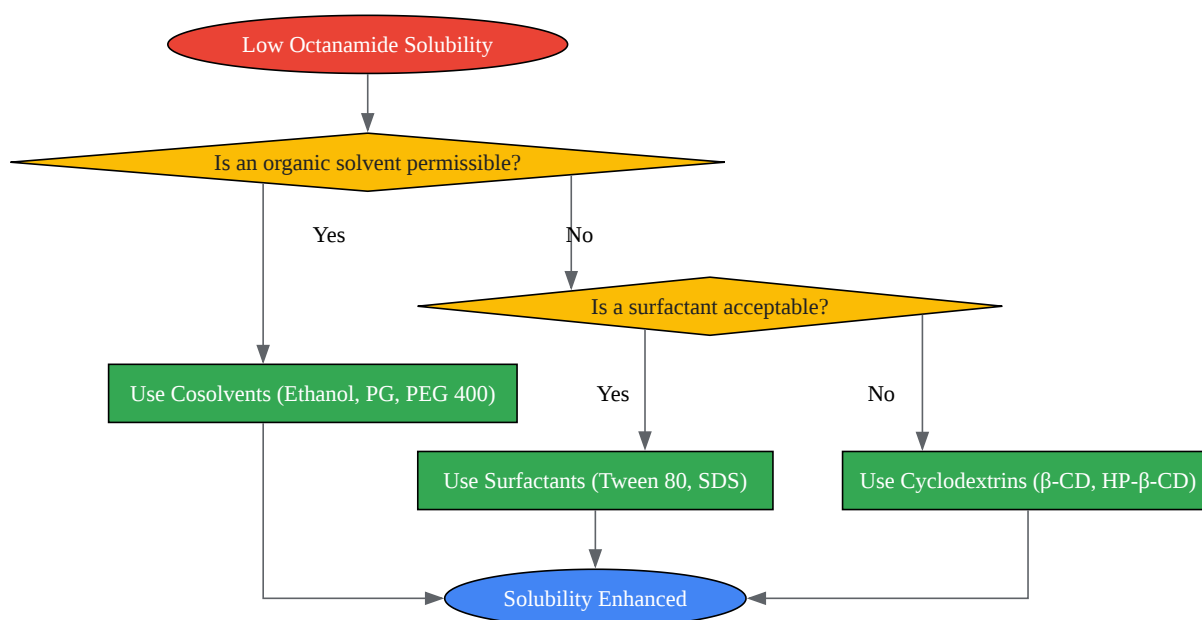 Low Octanamide Solubility
Is an organic solvent permissible?
Yes
No
Is a surfactant acceptable?
Use Cosolvents (Ethanol, PG, PEG 400)
Yes
No
Use Surfactants (Tween 80, SDS)
Use Cyclodextrins (β-CD, HP-β-CD)
Solubility Enhanced